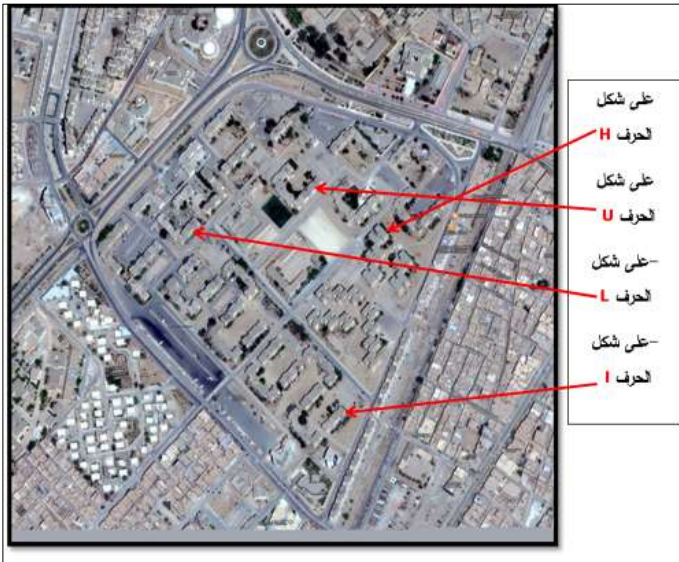 على شكل
الحرف H
على شكل
الحرف U
-على شكل
الحرف L
-على شكل
الحرف I